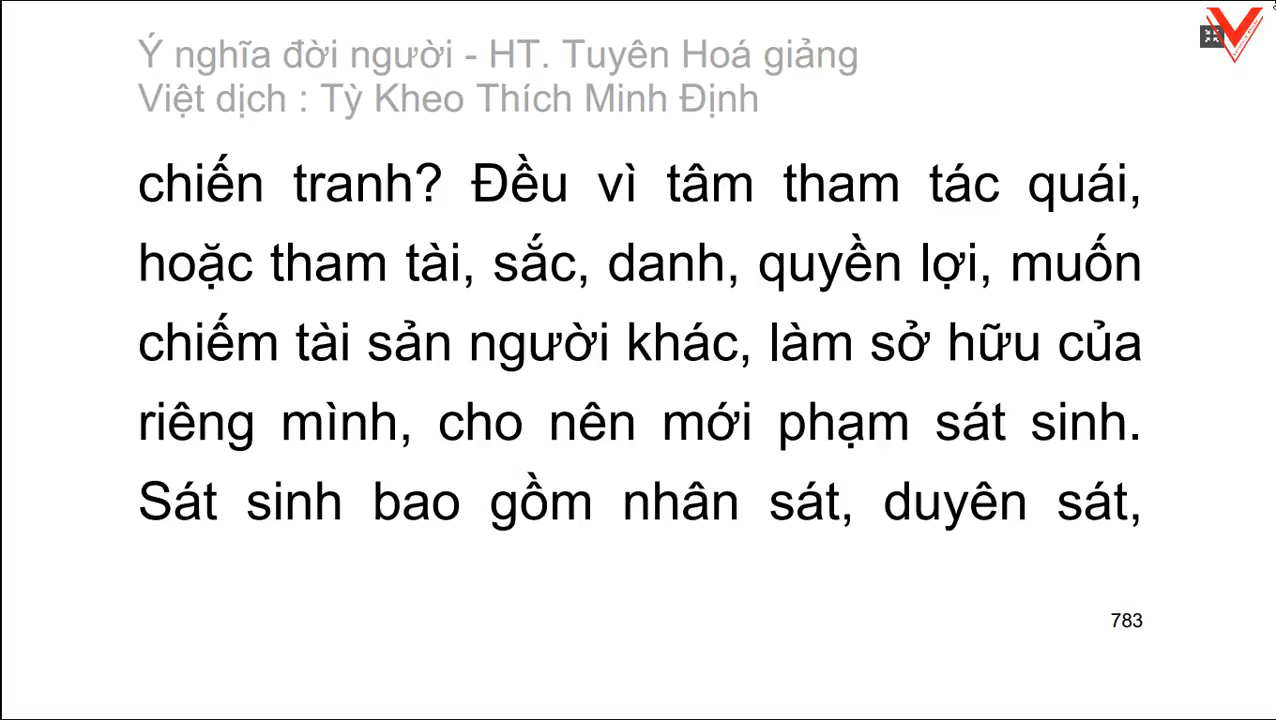 Ý nghĩa đời người - HT. Tuyên Hoá giảng
Việt dịch : Tỳ Kheo Thích Minh Định
chiến tranh? Đều vì tâm tham tác quái,
hoặc tham tài, sắc, danh, quyền lợi, muốn
chiếm tài sản người khác, làm sở hữu của
riêng mình, cho nên mới phạm sát sinh.
Sát sinh bao gồm nhân sát, duyên sát,
783